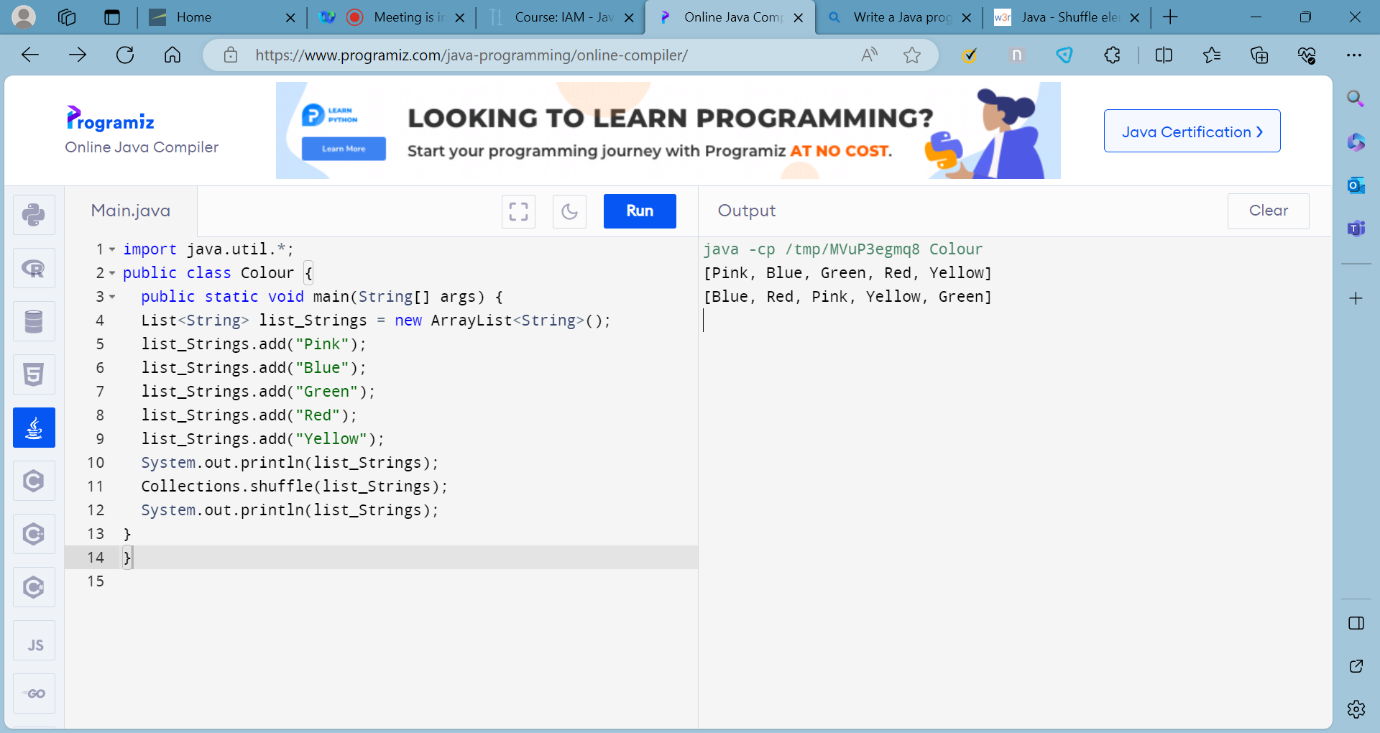 Home
Meeting is ir
Course: IAM - Jav
Online Java Comp
Write a Java prog
w3r
Java - Shuffle ele
https://www.programiz.com/java-programming/online-compiler/
Programiz
Online Java Compiler
LEARN
PYTHON
Learn More
LOOKING TO LEARN PROGRAMMING?
Start your programming journey with Programiz AT NO COST.
Java Certification
Main.java
Run
Output
Clear
1 import java.util.*;
2 public class Colour {
3 public static void main(String[] args) {
4 List<String> list_Strings = new ArrayList<String>();
5 list_Strings.add("Pink");
6 list_Strings.add("Blue");
7 list_Strings.add("Green");
8 list_Strings.add("Red");
9 list_Strings.add("Yellow");
10 System.out.println(list_Strings);
11 Collections.shuffle(list_Strings);
12 System.out.println(list_Strings);
13 }
14 }
15
java -cp /tmp/MVuP3egmq8 Colour
[Pink, Blue, Green, Red, Yellow]
[Blue, Red, Pink, Yellow, Green]
JS
GO